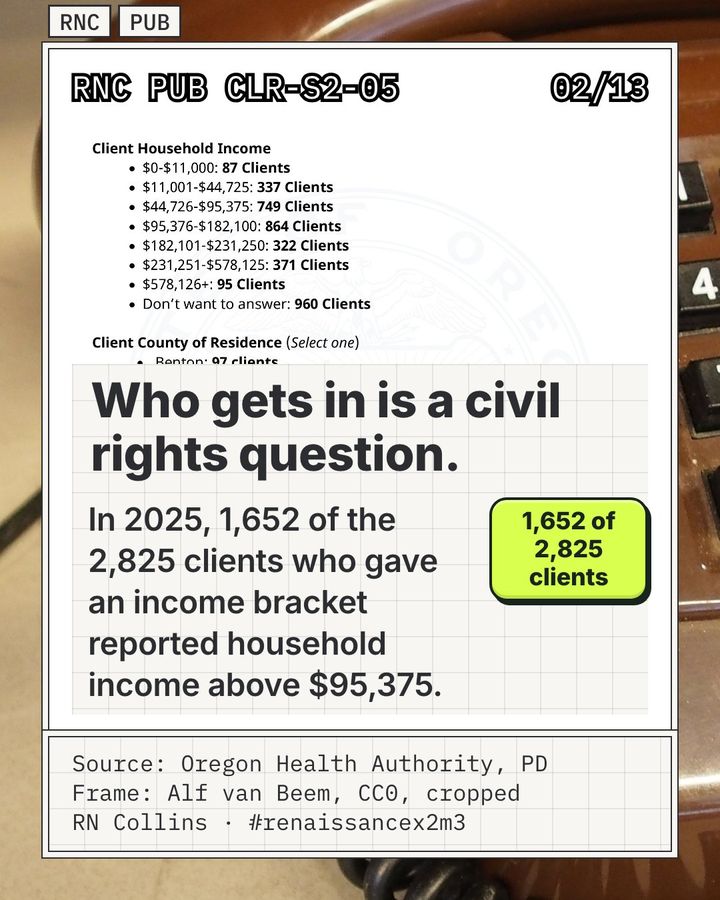 RNC PUB
RNC PUB CLR-S2-05 02/13
Client Household Income
• $0-$11,000: 87 Clients
• $11,001-$44,725: 337 Clients
• $44,726-$95,375: 749 Clients
• $95,376-$182,100: 864 Clients
• $182,101-$231,250: 322 Clients
• $231,251-$578,125: 371 Clients
• $578,126+: 95 Clients
• Don't want to answer: 960 Clients
Client County of Residence (Select one)
• Benton: 97 clients
Who gets in is a civil
rights question.
In 2025, 1,652 of the
2,825 clients who gave
an income bracket
reported household
income above $95,375.
1,652 of
2,825
clients
Source: Oregon Health Authority, PD
Frame: Alf van Beem, CC0, cropped
RN Collins · #renaissancex2m3
4